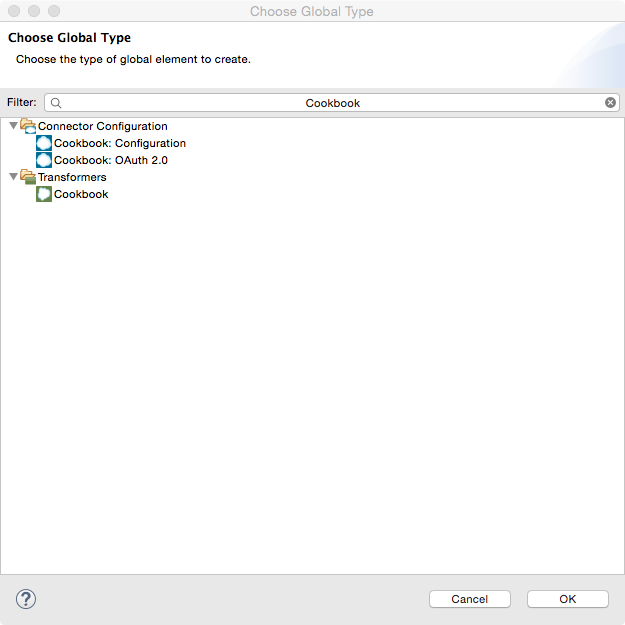 Choose Global Type
Choose Global Type
Choose the type of global element to create.
Filter: Cookbook
Connector Configuration
Cookbook: Configuration
Cookbook: OAuth 2.0
Transformers
Cookbook
? Cancel OK